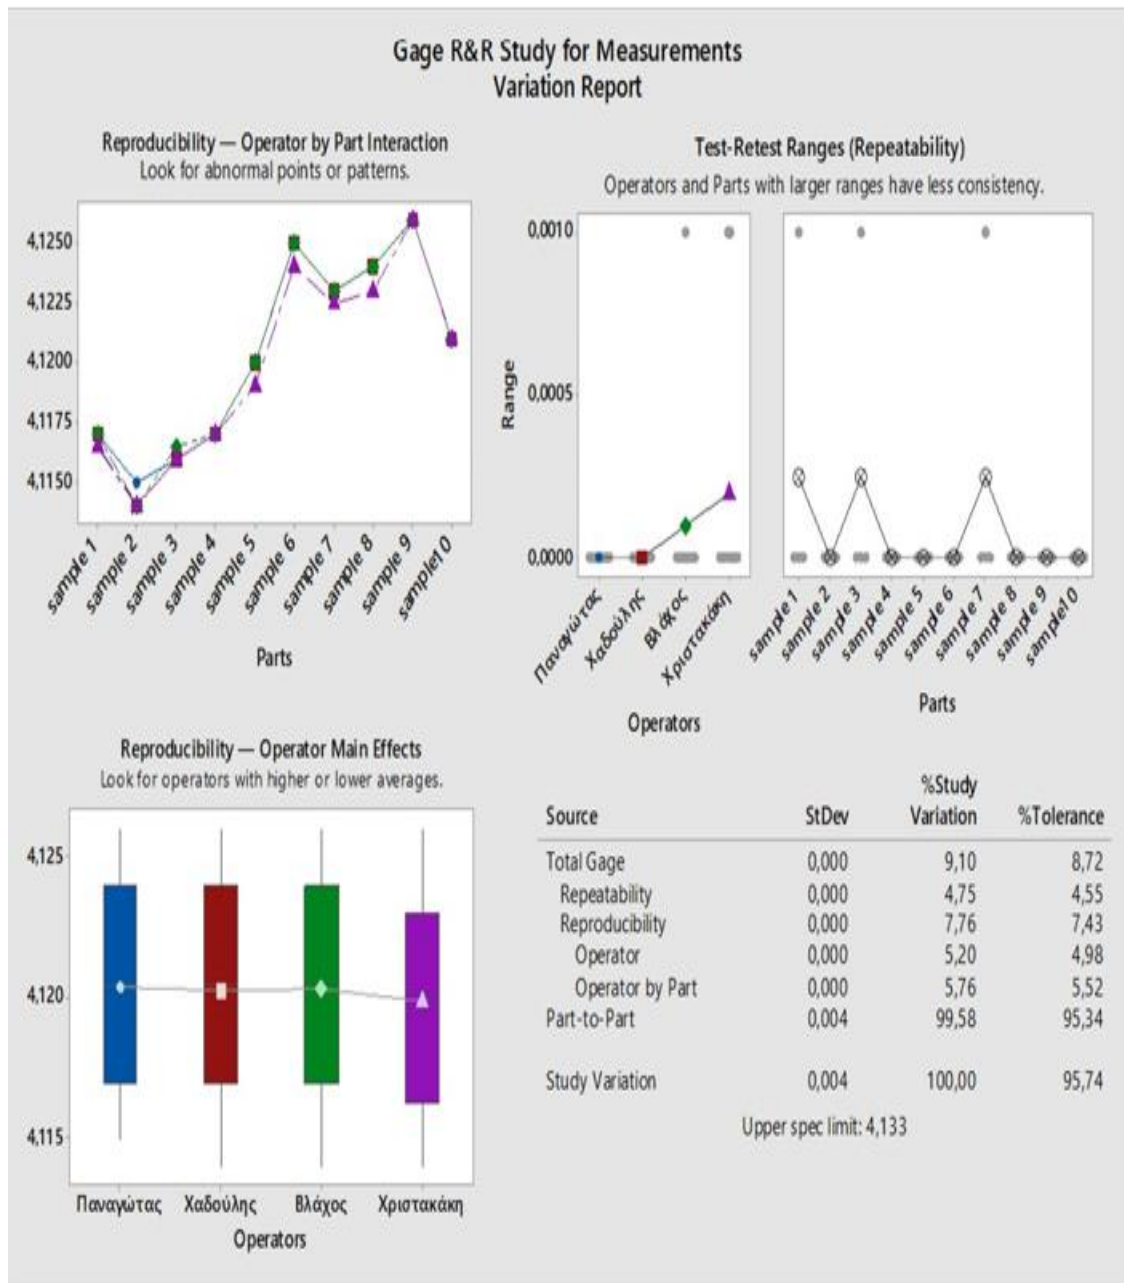 Gage R&R Study for Measurements
Variation Report
Reproducibility — Operator by Part Interaction
Look for abnormal points or patterns.
4,1250
4,1225
4,1200
4,1175
4,1150
sample 1
sample 2
sample 3
sample 4
sample 5
sample 6
sample 7
sample 8
sample 9
sample10
Parts
Test-Retest Ranges (Repeatability)
Operators and Parts with larger ranges have less consistency.
Range
0,0010
0,0005
0,0000
Παναγώτας
Χαδούλης
Βλάχος
Χριστακάκη
Operators
sample 1
sample 2
sample 3
sample 4
sample 5
sample 6
sample 7
sample 8
sample 9
sample10
Parts
Reproducibility — Operator Main Effects
Look for operators with higher or lower averages.
4,125
4,120
4,115
Παναγώτας Χαδούλης Βλάχος Χριστακάκη
Operators
%Study
Source StDev Variation %Tolerance
Total Gage 0,000 9,10 8,72
Repeatability 0,000 4,75 4,55
Reproducibility 0,000 7,76 7,43
Operator 0,000 5,20 4,98
Operator by Part 0,000 5,76 5,52
Part-to-Part 0,004 99,58 95,34
Study Variation 0,004 100,00 95,74
Upper spec limit: 4,133